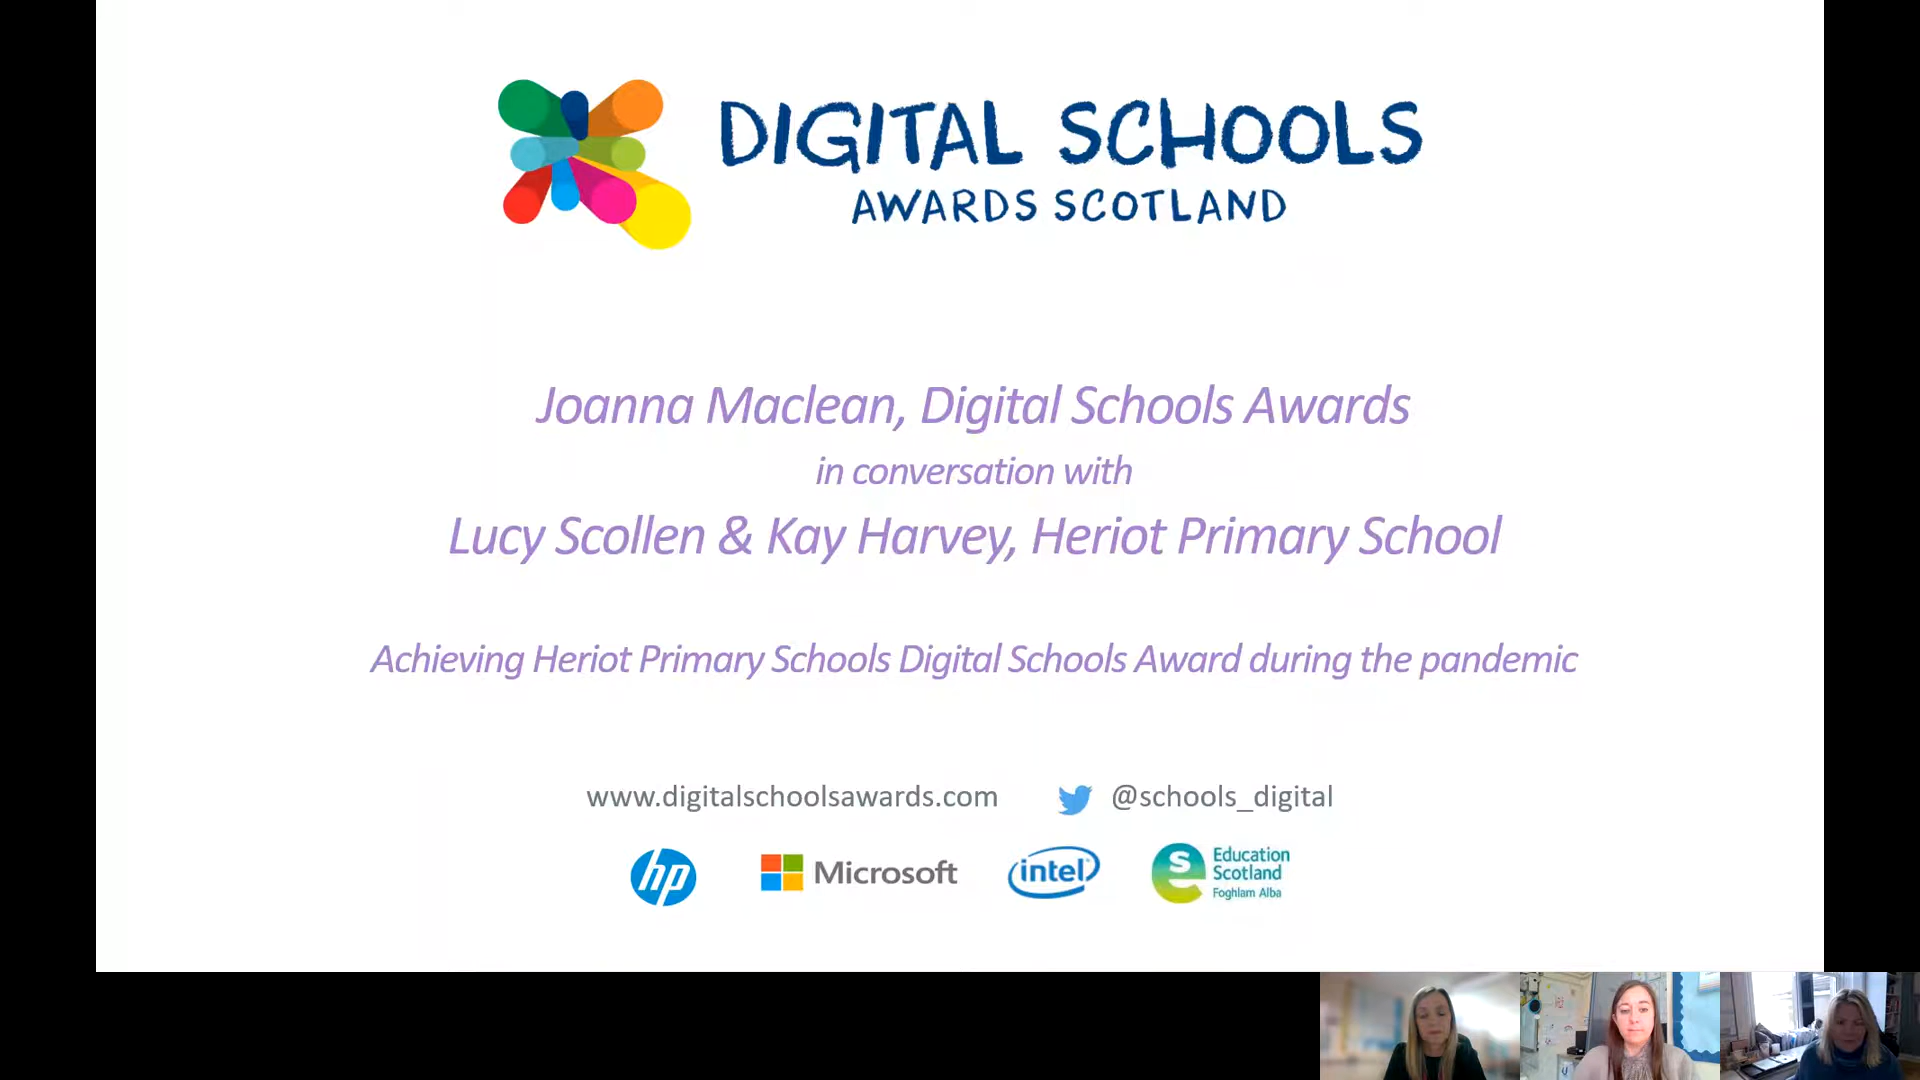 DIGITAL SCHOOLS
AWARDS SCOTLAND
Joanna Maclean, Digital Schools Awards
in conversation with
Lucy Scollen & Kay Harvey, Heriot Primary School
Achieving Heriot Primary Schools Digital Schools Award during the pandemic
www.digitalschoolsawards.com @schools_digital
hp Microsoft intel Education
Scotland
Foghlam Alba